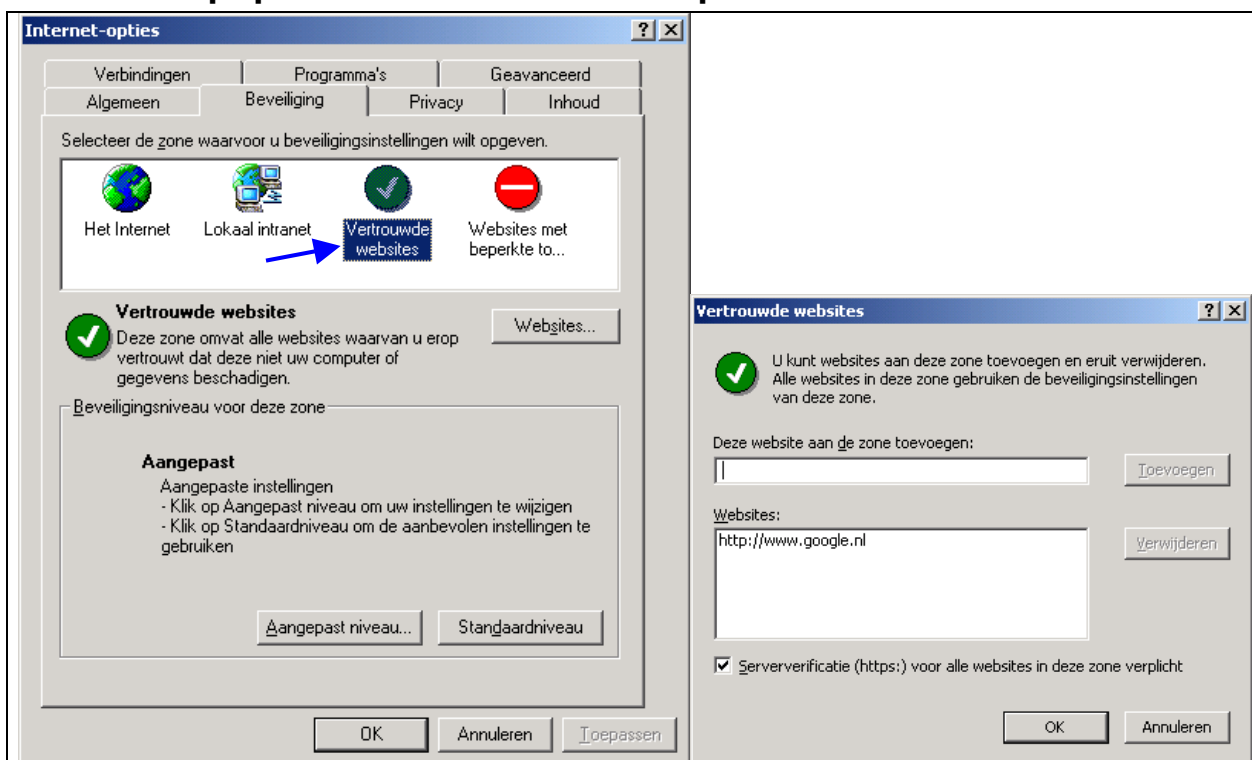 Internet-opties
Verbindingen Programma's Geavanceerd
Algemeen Beveiliging Privacy Inhoud
Selecteer de zone waarvoor u beveiligingsinstellingen wilt opgeven.
Het Internet Lokaal intranet Vertrouwde Websites met
websites beperkte to...
Vertrouwde websites
Websites...
Deze zone omvat alle websites waarvan u erop
vertrouwt dat deze niet uw computer of
gegevens beschadigen.
Beveiligingsniveau voor deze zone
Aangepast
Aangepaste instellingen
- Klik op Aangepast niveau om uw instellingen te wijzigen
- Klik op Standaardniveau om de aanbevolen instellingen te
gebruiken
Aangepast niveau... Standaardniveau
OK Annuleren Toepassen
Vertrouwde websites
U kunt websites aan deze zone toevoegen en eruit verwijderen.
Alle websites in deze zone gebruiken de beveiligingsinstellingen
van deze zone.
Deze website aan de zone toevoegen:
Toevoegen
Websites:
http://www.google.nl
Verwijderen
Serververificatie (https:) voor alle websites in deze zone verplicht
OK Annuleren